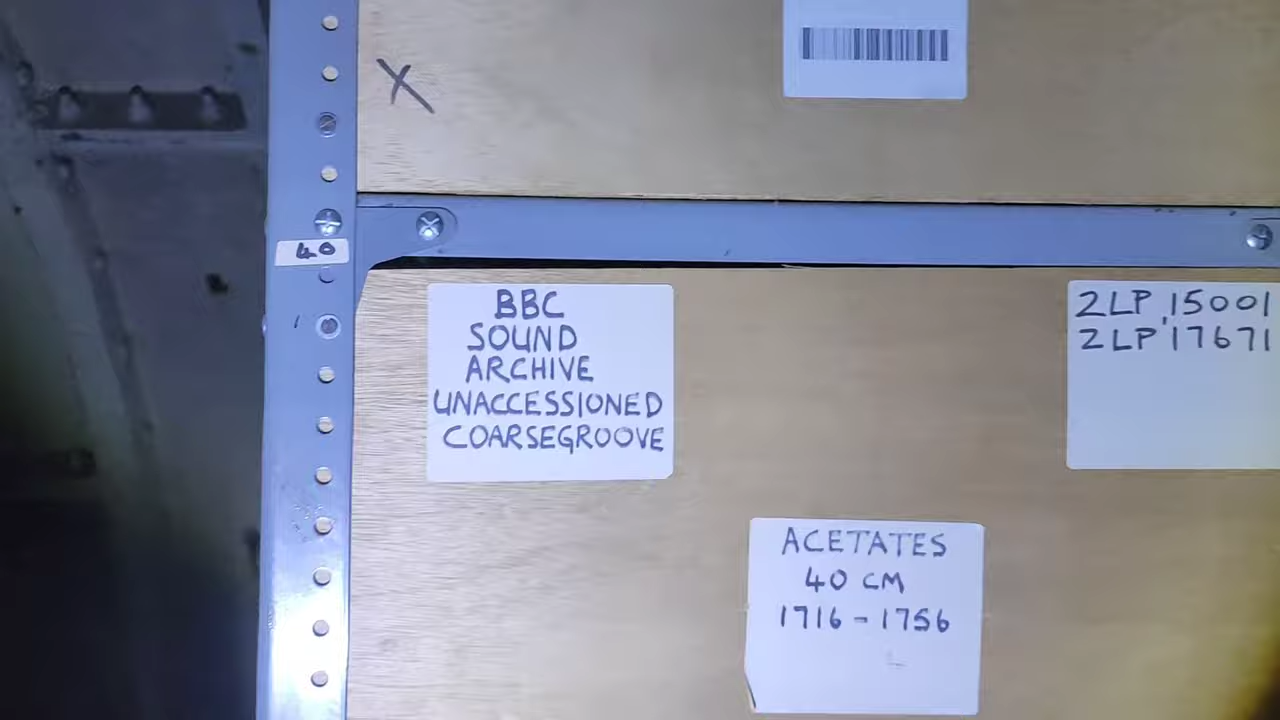 X
40
BBC
SOUND
ARCHIVE
UNACCESSIONED
COARSEGROOVE
2LP,15001
2LP,17671
ACETATES
40 CM
1716 - 1756